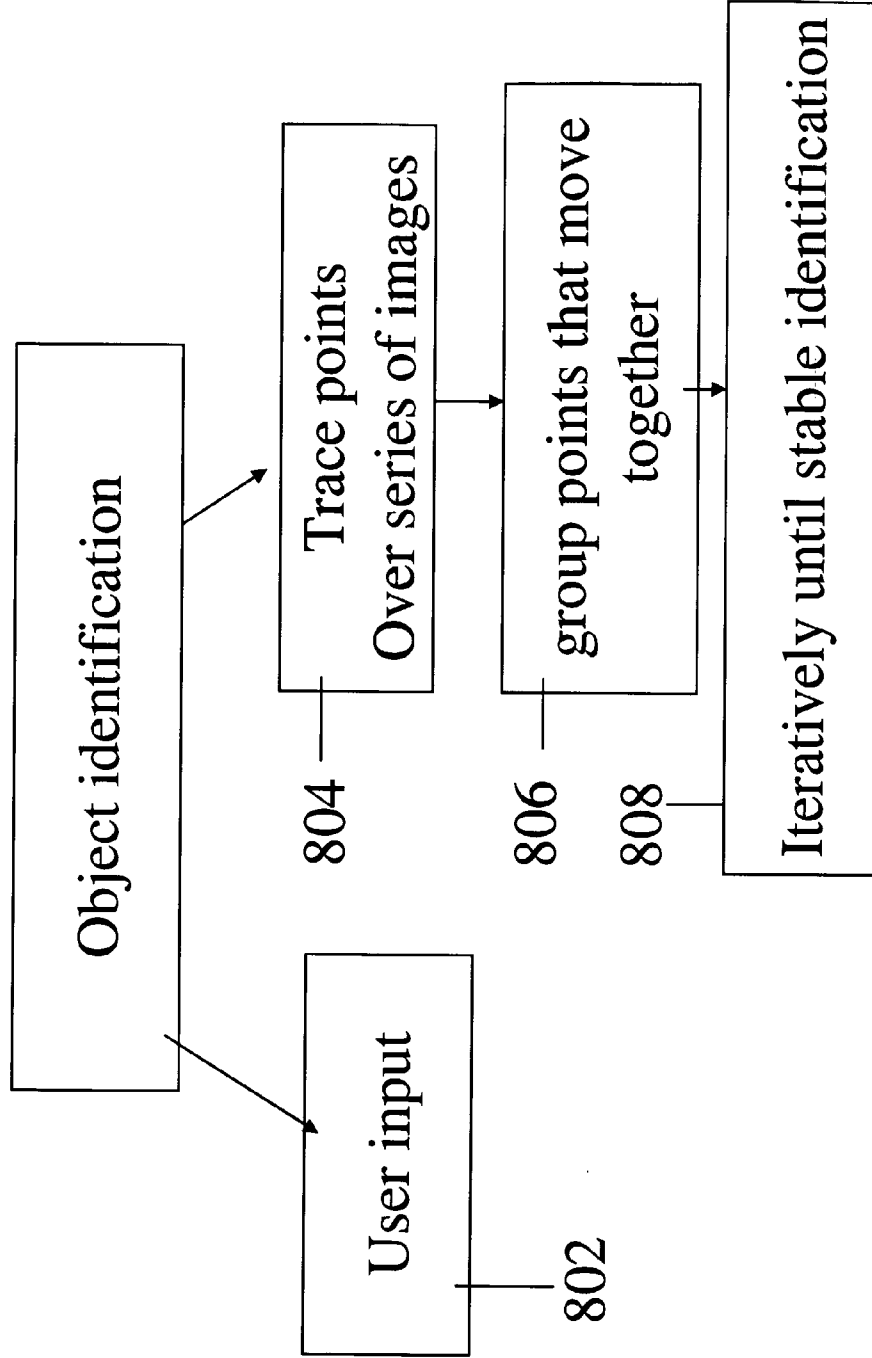 Object identification
User input
802
804
Trace points
Over series of images
806
group points that move
together
808
Iteratively until stable identification